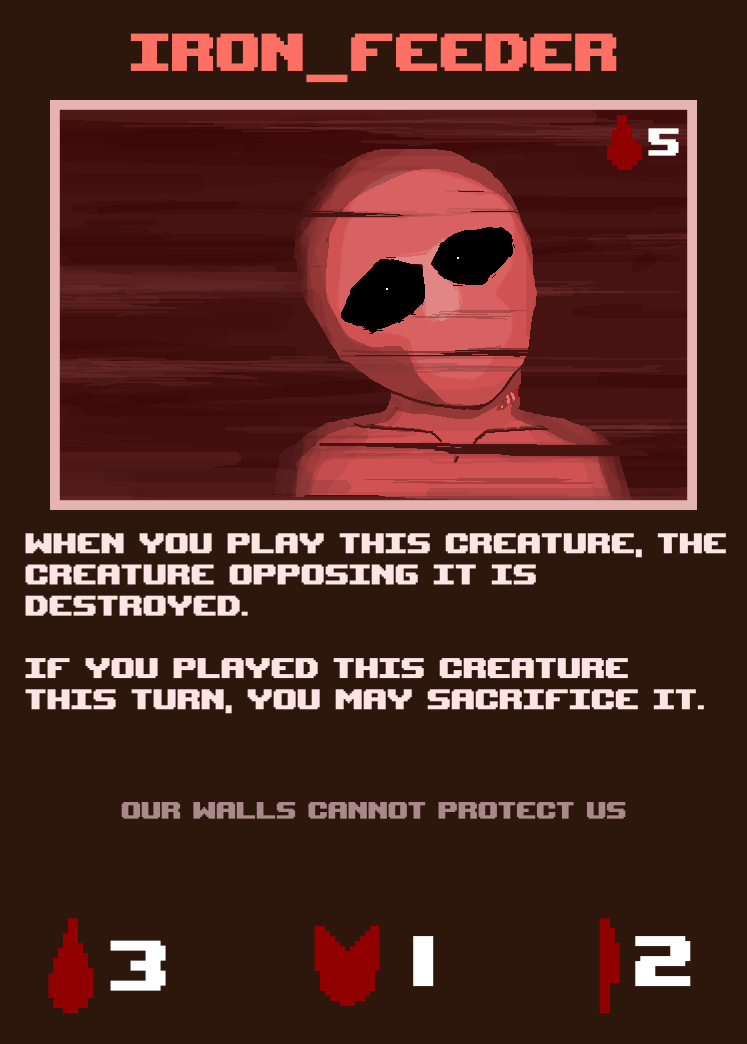 IRON_FEEDER
5
WHEN YOU PLAY THIS CREATURE, THE
CREATURE OPPOSING IT IS
DESTROYED.
IF YOU PLAYED THIS CREATURE
THIS TURN, YOU MAY SACRIFICE IT.
OUR WALLS CANNOT PROTECT US
3 1 2